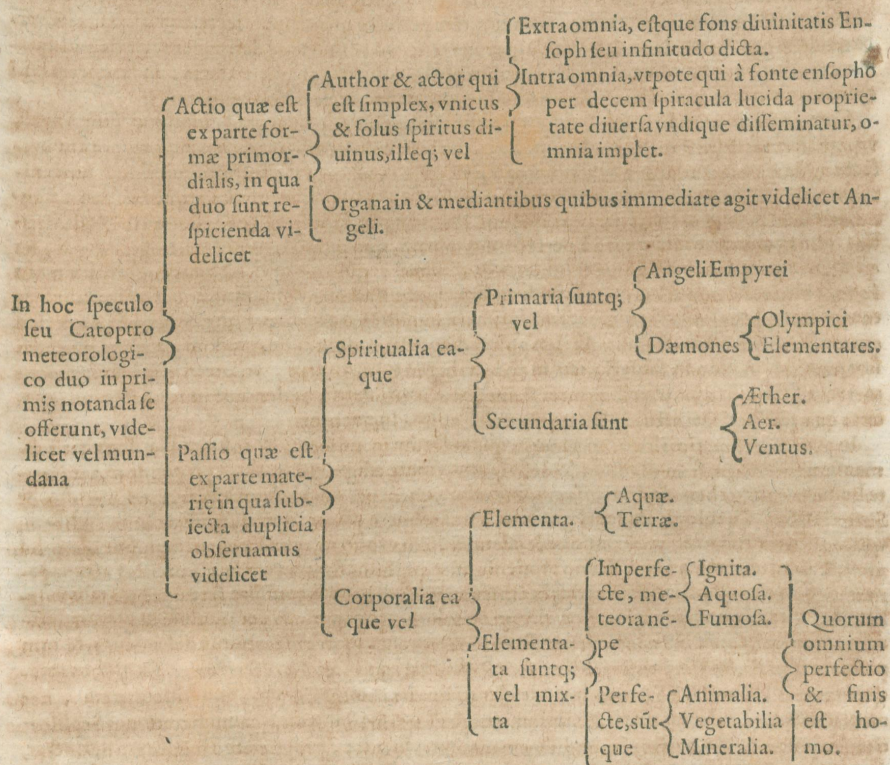 In hoc ſpeculo
ſeu Catoptro
meteorologi-
co duo in pri-
mis notanda ſe
offerunt, vide-
licet vel mun-
dana
Actio quæ eſt
ex parte for-
mæ primor-
dialis, in qua
duo ſunt re-
ſpicienda vi-
delicet
Author & actor qui
eſt ſimplex, vnicus
& ſolus ſpiritus di-
uinus, illeq; vel
Extra omnia, eſtque fons diuinitatis En-
ſoph ſeu infinitudo dicta.
Intra omnia, vtpote qui à fonte enſopho
per decem ſpiracula lucida proprie-
tate diuerſa vndique diſſeminatur, o-
mnia implet.
Organa in & mediantibus quibus immediate agit videlicet An-
geli.
Paſſio quæ eſt
ex parte mate-
rię in qua ſub-
iecta duplicia
obſeruamus
videlicet
Spiritualia ea-
que
Primaria ſuntq;
vel
Angeli Empyrei
Dæmones
Olympici
Elementares.
Secundaria ſunt
Æther.
Aer.
Ventus.
Corporalia ea
que vel
Elementa.
Aquæ.
Terræ.
Elementa-
ta ſuntq;
vel mix-
ta
Imperfe-
cte, me-
teora nē-
pe
Ignita.
Aquoſa.
Fumoſa.
Perfe-
cte, sūt
que
Animalia.
Vegetabilia
Mineralia.
Quorum
omnium
perfectio
& finis
eſt ho-
mo.